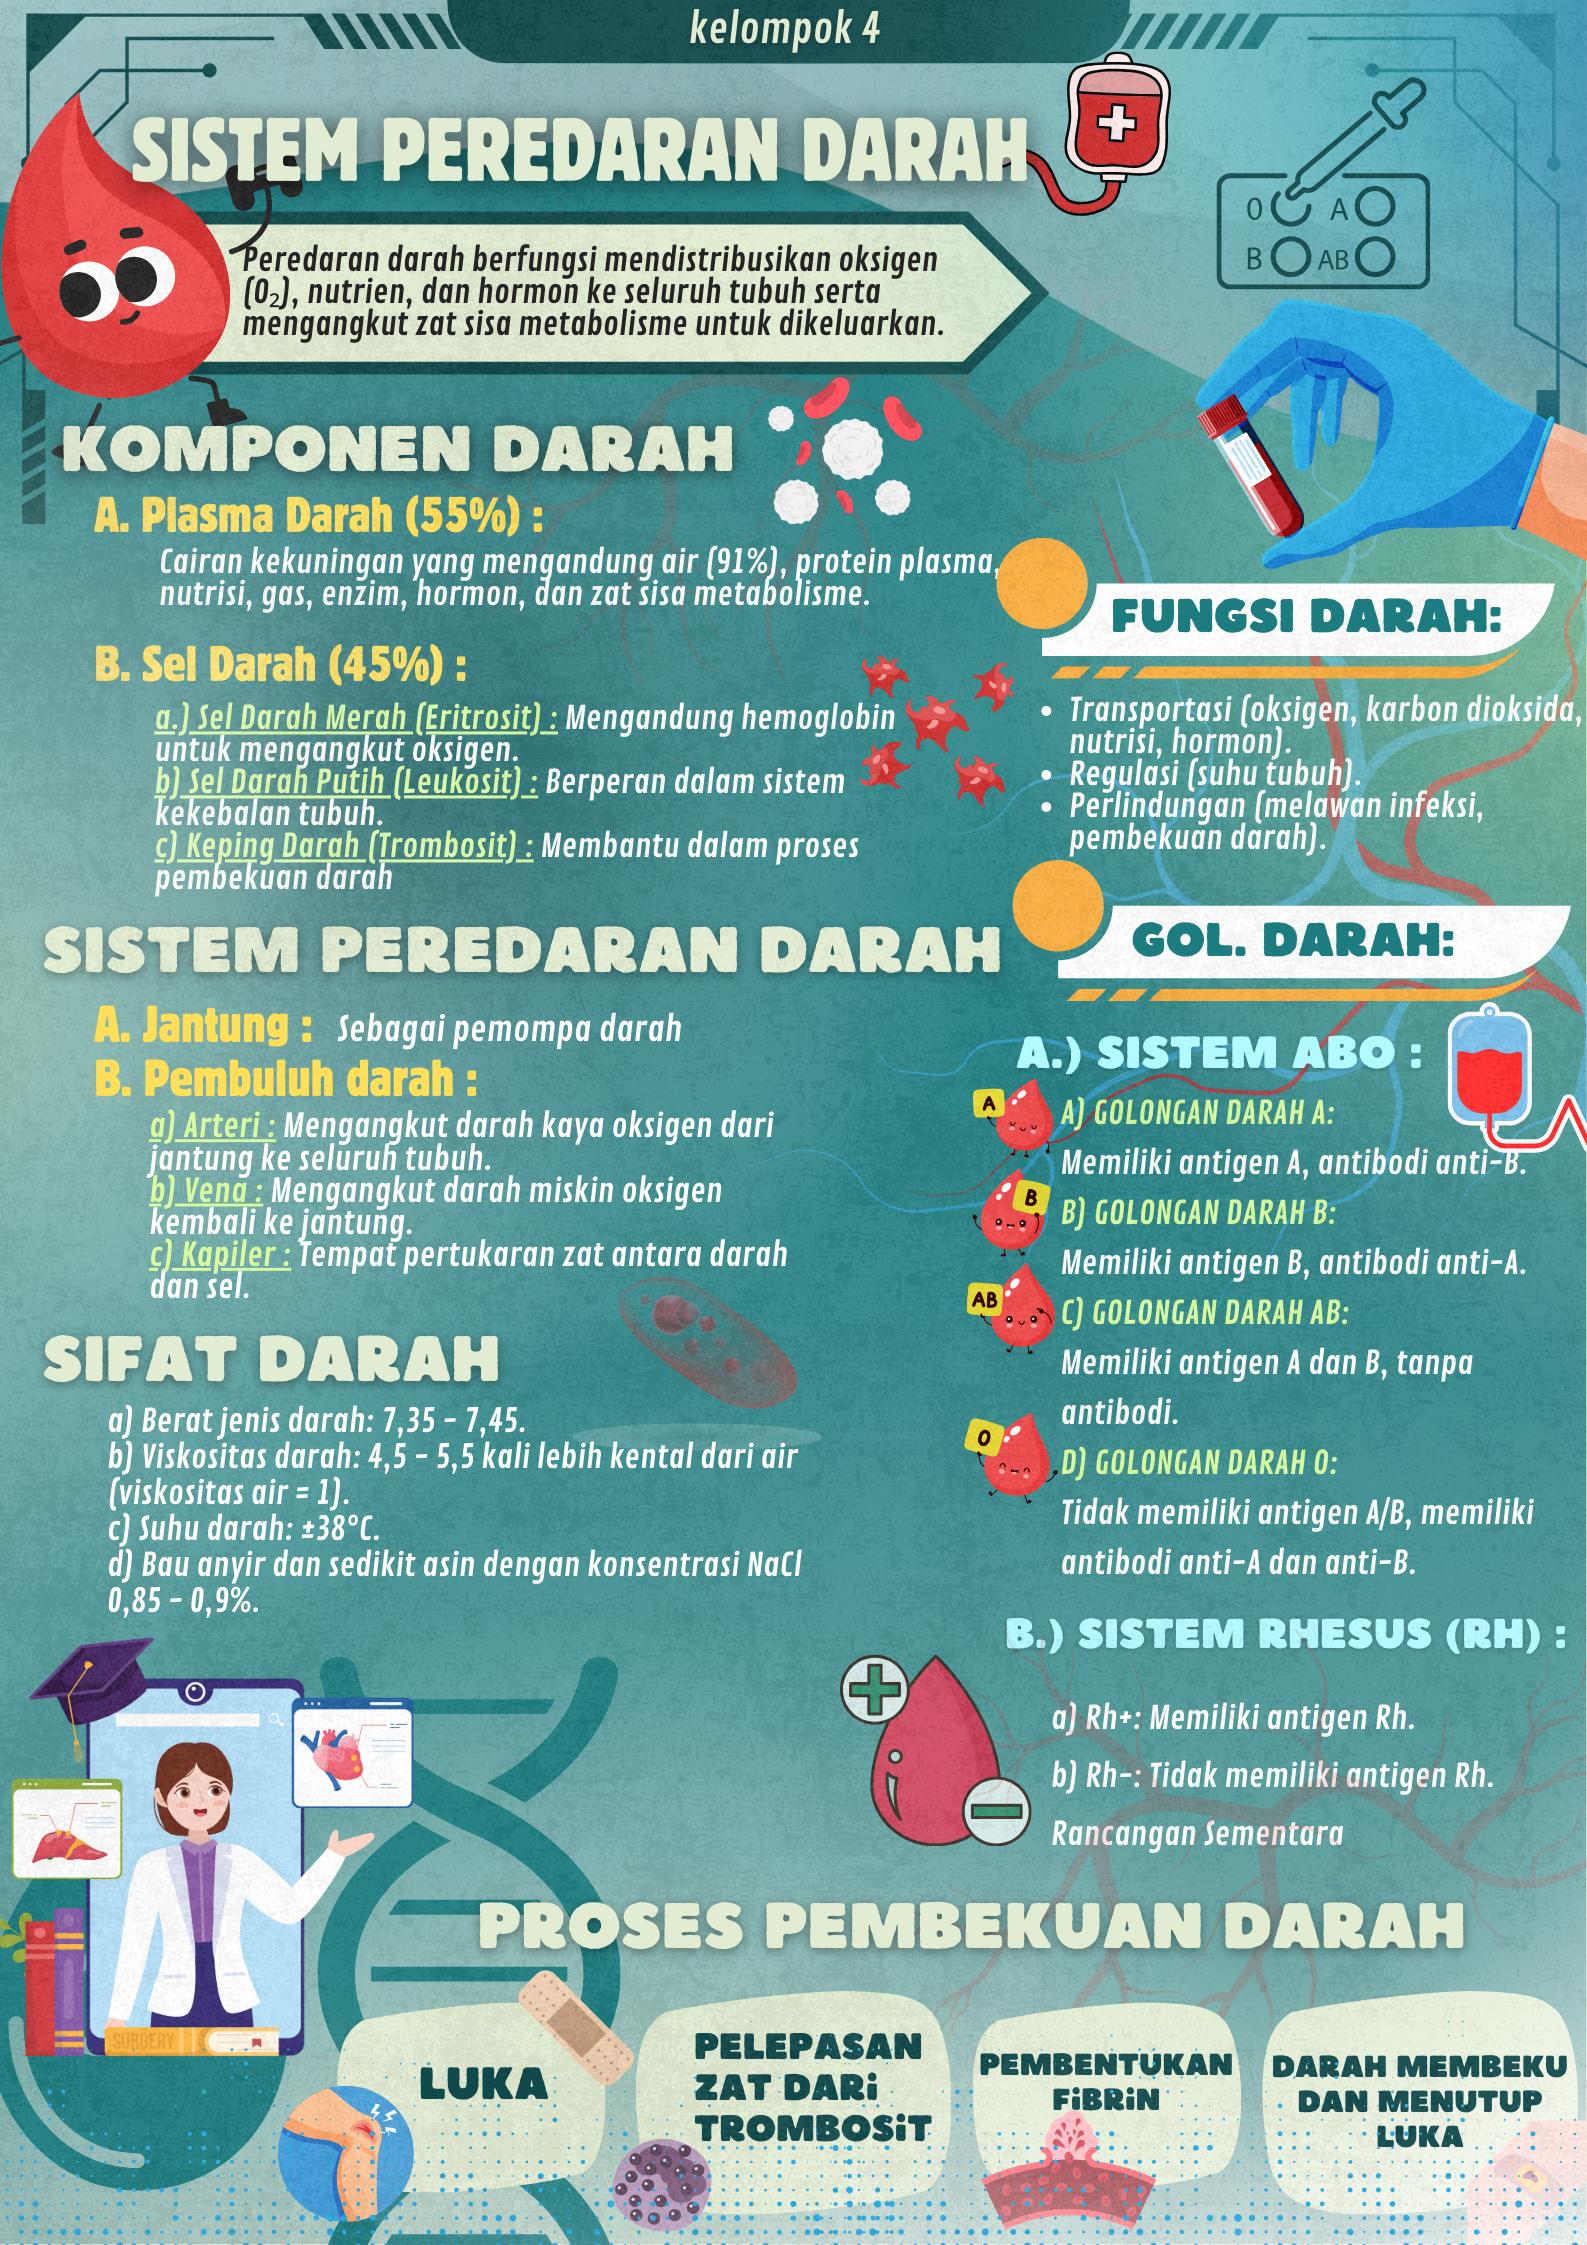 kelompok 4
SISTEM PEREDARAN DARAH
Peredaran darah berfungsi mendistribusikan oksigen
(O₂), nutrien, dan hormon ke seluruh tubuh serta
mengangkut zat sisa metabolisme untuk dikeluarkan.
O A
B AB
KOMPONEN DARAH
A. Plasma Darah (55%) :
Cairan kekuningan yang mengandung air (91%), protein plasma,
nutrisi, gas, enzim, hormon, dan zat sisa metabolisme.
B. Sel Darah (45%) :
a.) Sel Darah Merah (Eritrosit) : Mengandung hemoglobin
untuk mengangkut oksigen.
b) Sel Darah Putih (Leukosit) : Berperan dalam sistem
kekebalan tubuh.
c) Keping Darah (Trombosit) : Membantu dalam proses
pembekuan darah
FUNGSI DARAH:
• Transportasi (oksigen, karbon dioksida,
nutrisi, hormon).
• Regulasi (suhu tubuh).
• Perlindungan (melawan infeksi,
pembekuan darah).
SISTEM PEREDARAN DARAH
A. Jantung : Sebagai pemompa darah
B. Pembuluh darah :
a) Arteri : Mengangkut darah kaya oksigen dari
jantung ke seluruh tubuh.
b) Vena : Mengangkut darah miskin oksigen
kembali ke jantung.
c) Kapiler : Tempat pertukaran zat antara darah
dan sel.
SIFAT DARAH
a) Berat jenis darah: 7,35 - 7,45.
b) Viskositas darah: 4,5 - 5,5 kali lebih kental dari air
(viskositas air = 1).
c) Suhu darah: ±38°C.
d) Bau anyir dan sedikit asin dengan konsentrasi NaCl
0,85 - 0,9%.
GOL. DARAH:
A.) SISTEM ABO :
A
A) GOLONGAN DARAH A:
Memiliki antigen A, antibodi anti-B.
B
B) GOLONGAN DARAH B:
Memiliki antigen B, antibodi anti-A.
AB
C) GOLONGAN DARAH AB:
Memiliki antigen A dan B, tanpa
antibodi.
O
D) GOLONGAN DARAH O:
Tidak memiliki antigen A/B, memiliki
antibodi anti-A dan anti-B.
B.) SISTEM RHESUS (RH) :
a) Rh+: Memiliki antigen Rh.
b) Rh-: Tidak memiliki antigen Rh.
Rancangan Sementara
SURGERY
PROSES PEMBEKUAN DARAH
LUKA
PELEPASAN
ZAT DARi
TROMBOSiT
PEMBENTUKAN
FiBRiN
DARAH MEMBEKU
DAN MENUTUP
LUKA